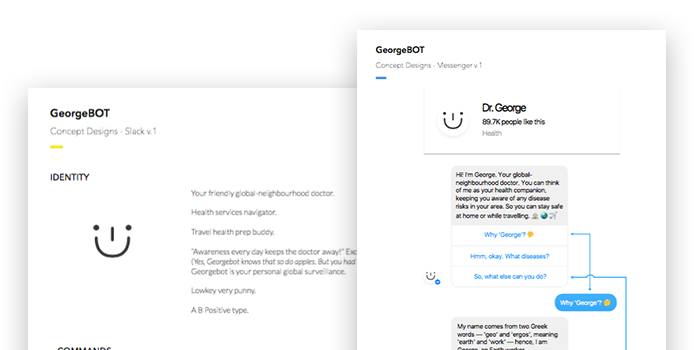 GeorgeBOT
Concept Designs - Slack v.1
IDENTITY
Your friendly global-neighbourhood doctor.
Health services navigator.
Travel health prep buddy.
"Awareness every day keeps the doctor away!" Exc
(Yes, Georgebot knows that so do apples. But you had
Georgebot is your personal global surveillance.
Lowkey very punny.
A B Positive type.
COMMANDS
GeorgeBOT
Concept Designs - Messenger v.1
Dr. George
89.7K people like this
Health
Hi! I'm George. Your global-
neighbourhood doctor. You can think
of me as your health companion,
keeping you aware of any disease
risks in your area. So you can stay safe
at home or while travelling.
Why 'George'? 🤔
Hmm, okay. What diseases?
So, what else can you do?
Why 'George'? 🤔
My name comes from two Greek
words — 'geo' and 'ergos', meaning
'earth' and 'work' — hence, I am
George, an Earth worker